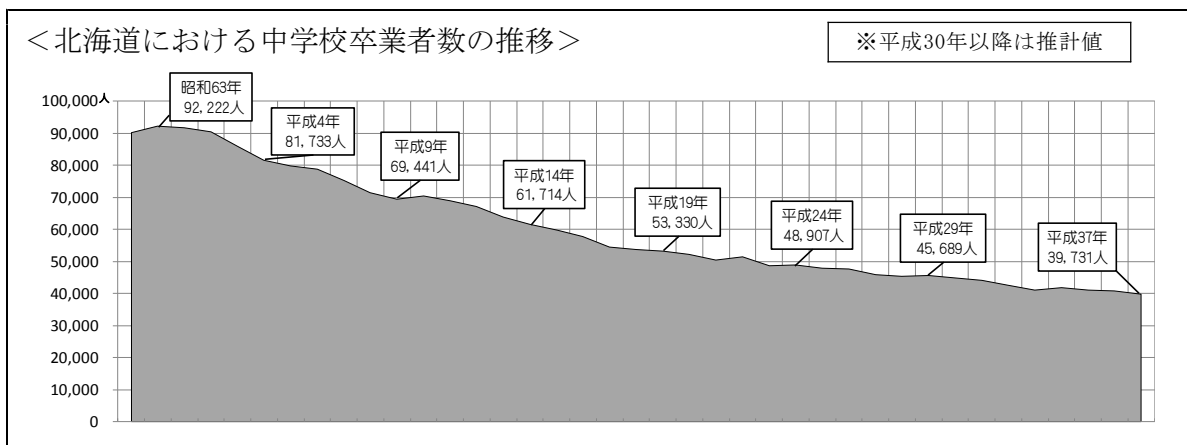 ＜北海道における中学校卒業者数の推移＞
※平成30年以降は推計値
昭和63年
92,222人
平成4年
81,733人
平成9年
69,441人
平成14年
61,714人
平成19年
53,330人
平成24年
48,907人
平成29年
45,689人
平成37年
39,731人
100,000人
90,000
80,000
70,000
60,000
50,000
40,000
30,000
20,000
10,000
0